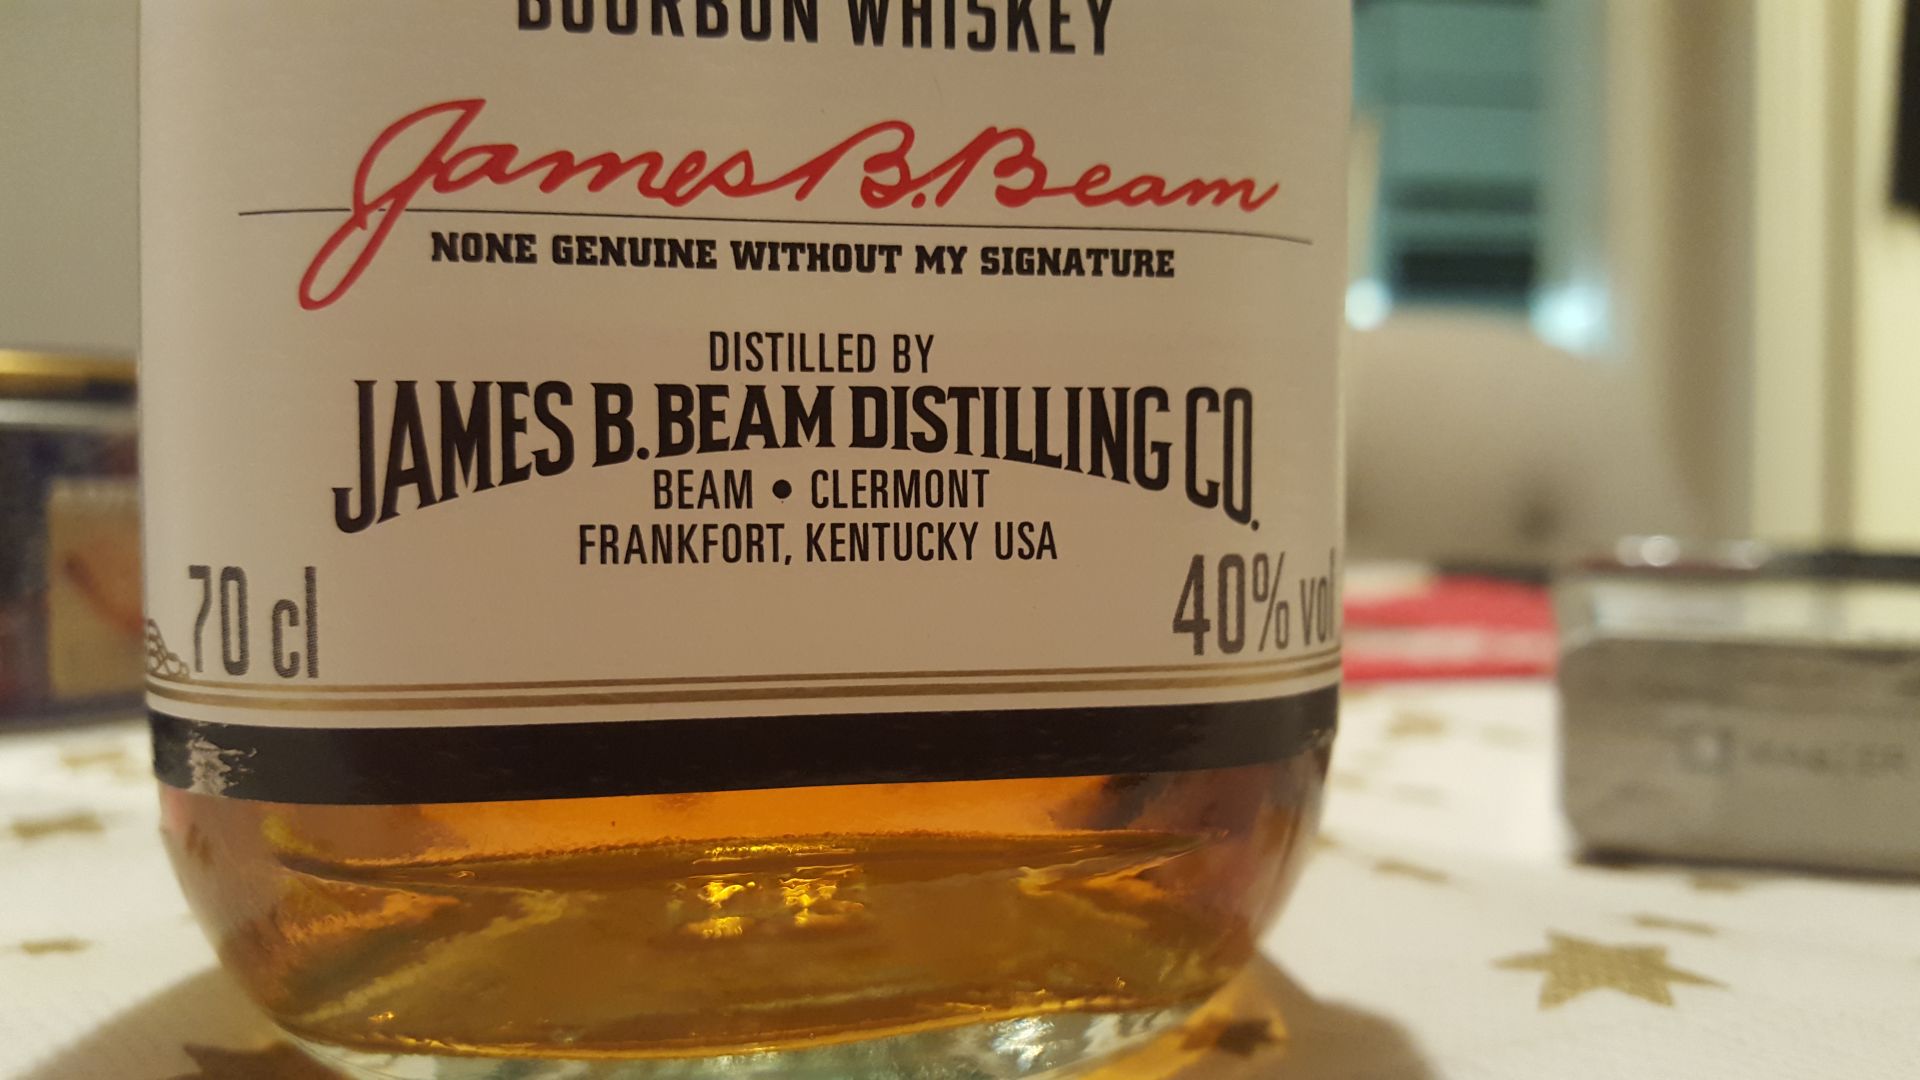 BOURBON WHISKEY
James B. Beam
NONE GENUINE WITHOUT MY SIGNATURE
DISTILLED BY
JAMES B. BEAM DISTILLING CO.
BEAM • CLERMONT
FRANKFORT, KENTUCKY USA
70 cl
40% vol